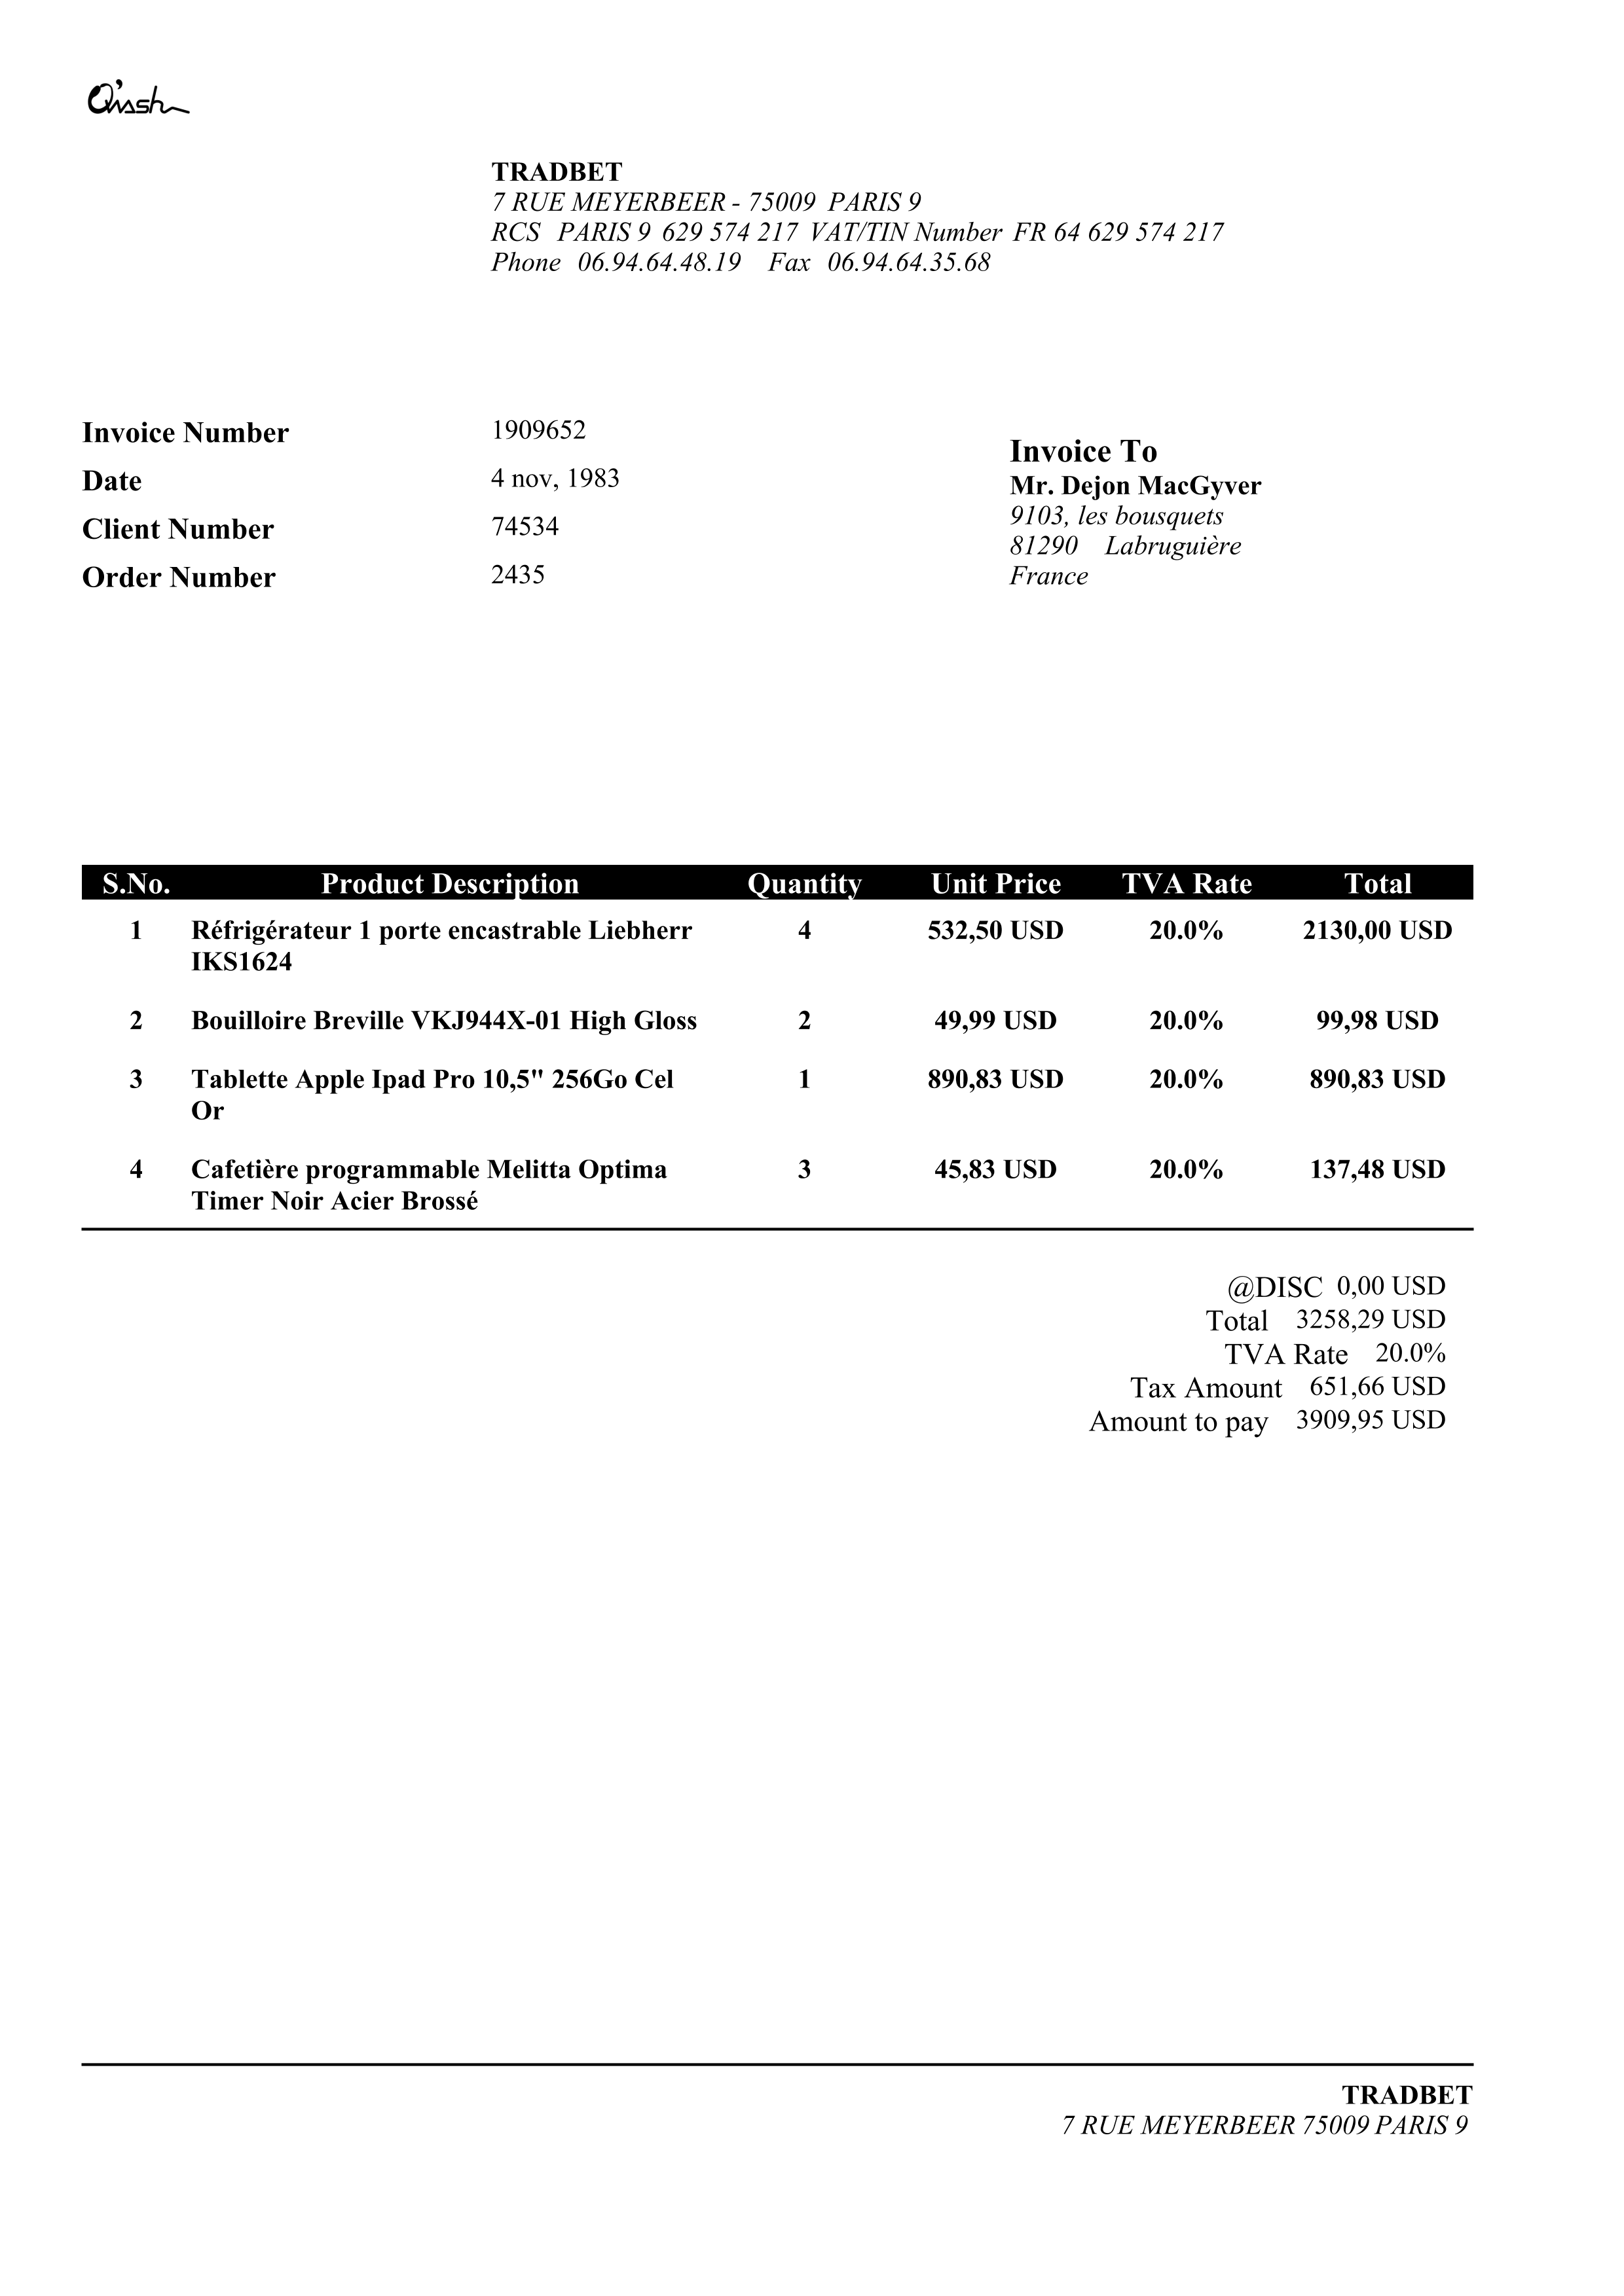 O'nash
TRADBET
7 RUE MEYERBEER - 75009 PARIS 9
RCS PARIS 9 629 574 217 VAT/TIN Number FR 64 629 574 217
Phone 06.94.64.48.19 Fax 06.94.64.35.68
Invoice Number 1909652
Date 4 nov, 1983
Client Number 74534
Order Number 2435
Invoice To
Mr. Dejon MacGyver
9103, les bousquets
81290 Labruguière
France
S.No. Product Description Quantity Unit Price TVA Rate Total
1 Réfrigérateur 1 porte encastrable Liebherr 4 532,50 USD 20.0% 2130,00 USD
IKS1624
2 Bouilloire Breville VKJ944X-01 High Gloss 2 49,99 USD 20.0% 99,98 USD
3 Tablette Apple Ipad Pro 10,5" 256Go Cel 1 890,83 USD 20.0% 890,83 USD
Or
4 Cafetière programmable Melitta Optima 3 45,83 USD 20.0% 137,48 USD
Timer Noir Acier Brossé
@DISC 0,00 USD
Total 3258,29 USD
TVA Rate 20.0%
Tax Amount 651,66 USD
Amount to pay 3909,95 USD
TRADBET
7 RUE MEYERBEER 75009 PARIS 9